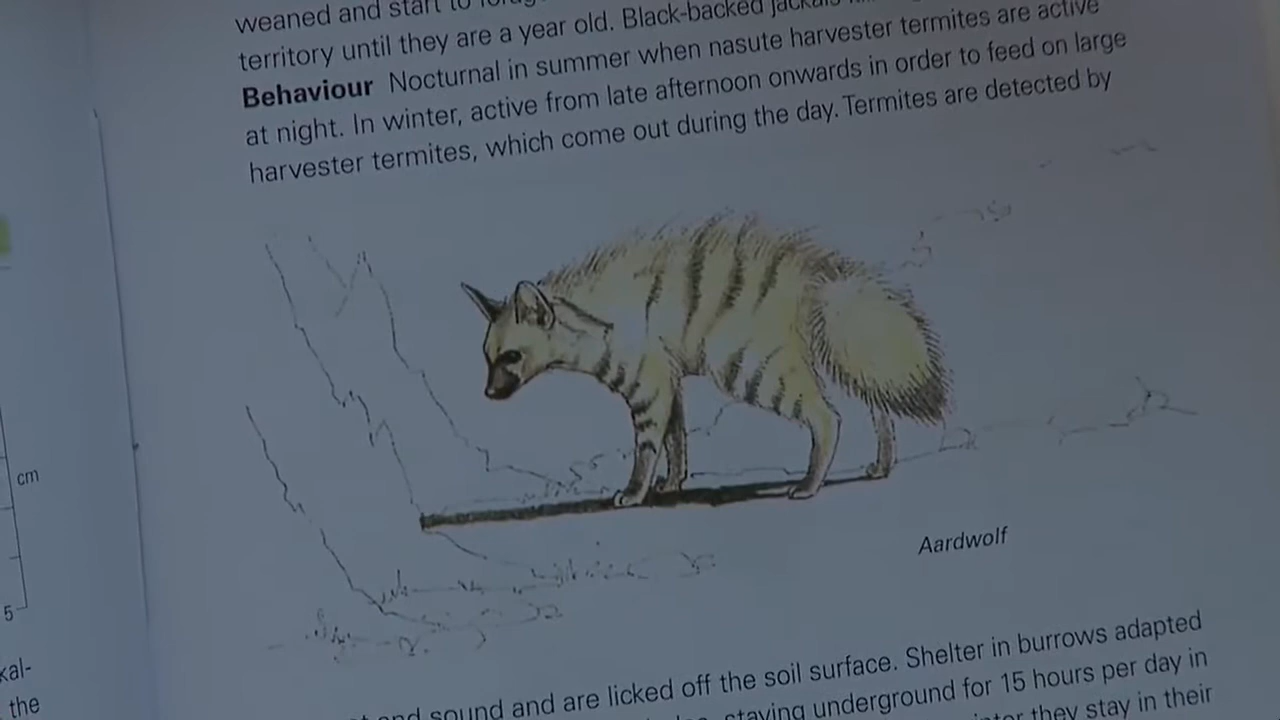 weaned and start to
territory until they are a year old. Black-backed jackals
Behaviour Nocturnal in summer when nasute harvester termites are active
at night. In winter, active from late afternoon onwards in order to feed on large
harvester termites, which come out during the day. Termites are detected by
cm
5
Aardwolf
kal-
the
and sound and are licked off the soil surface. Shelter in burrows adapted
staying underground for 15 hours per day in
they stay in their